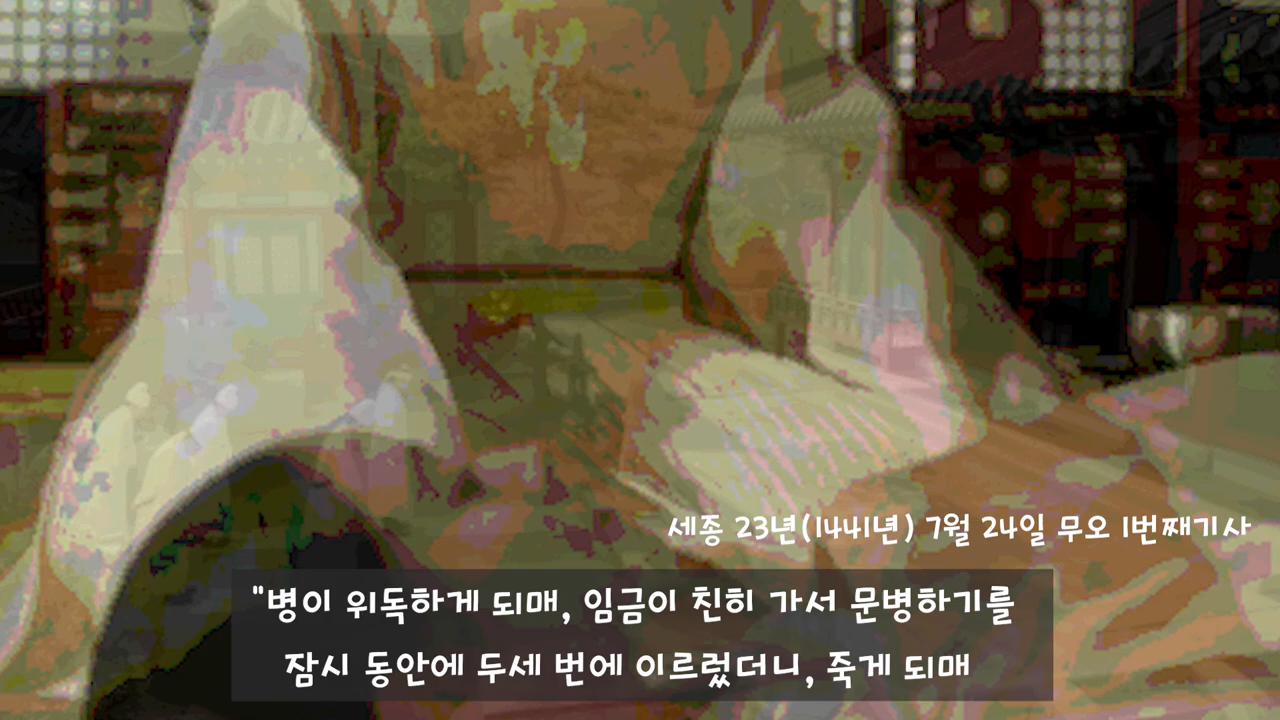 세종 23년(1441년) 7월 24일 무오 1번째기사
"병이 위독하게 되매, 임금이 친히 가서 문병하기를
잠시 동안에 두세 번에 이르렀더니, 죽게 되매